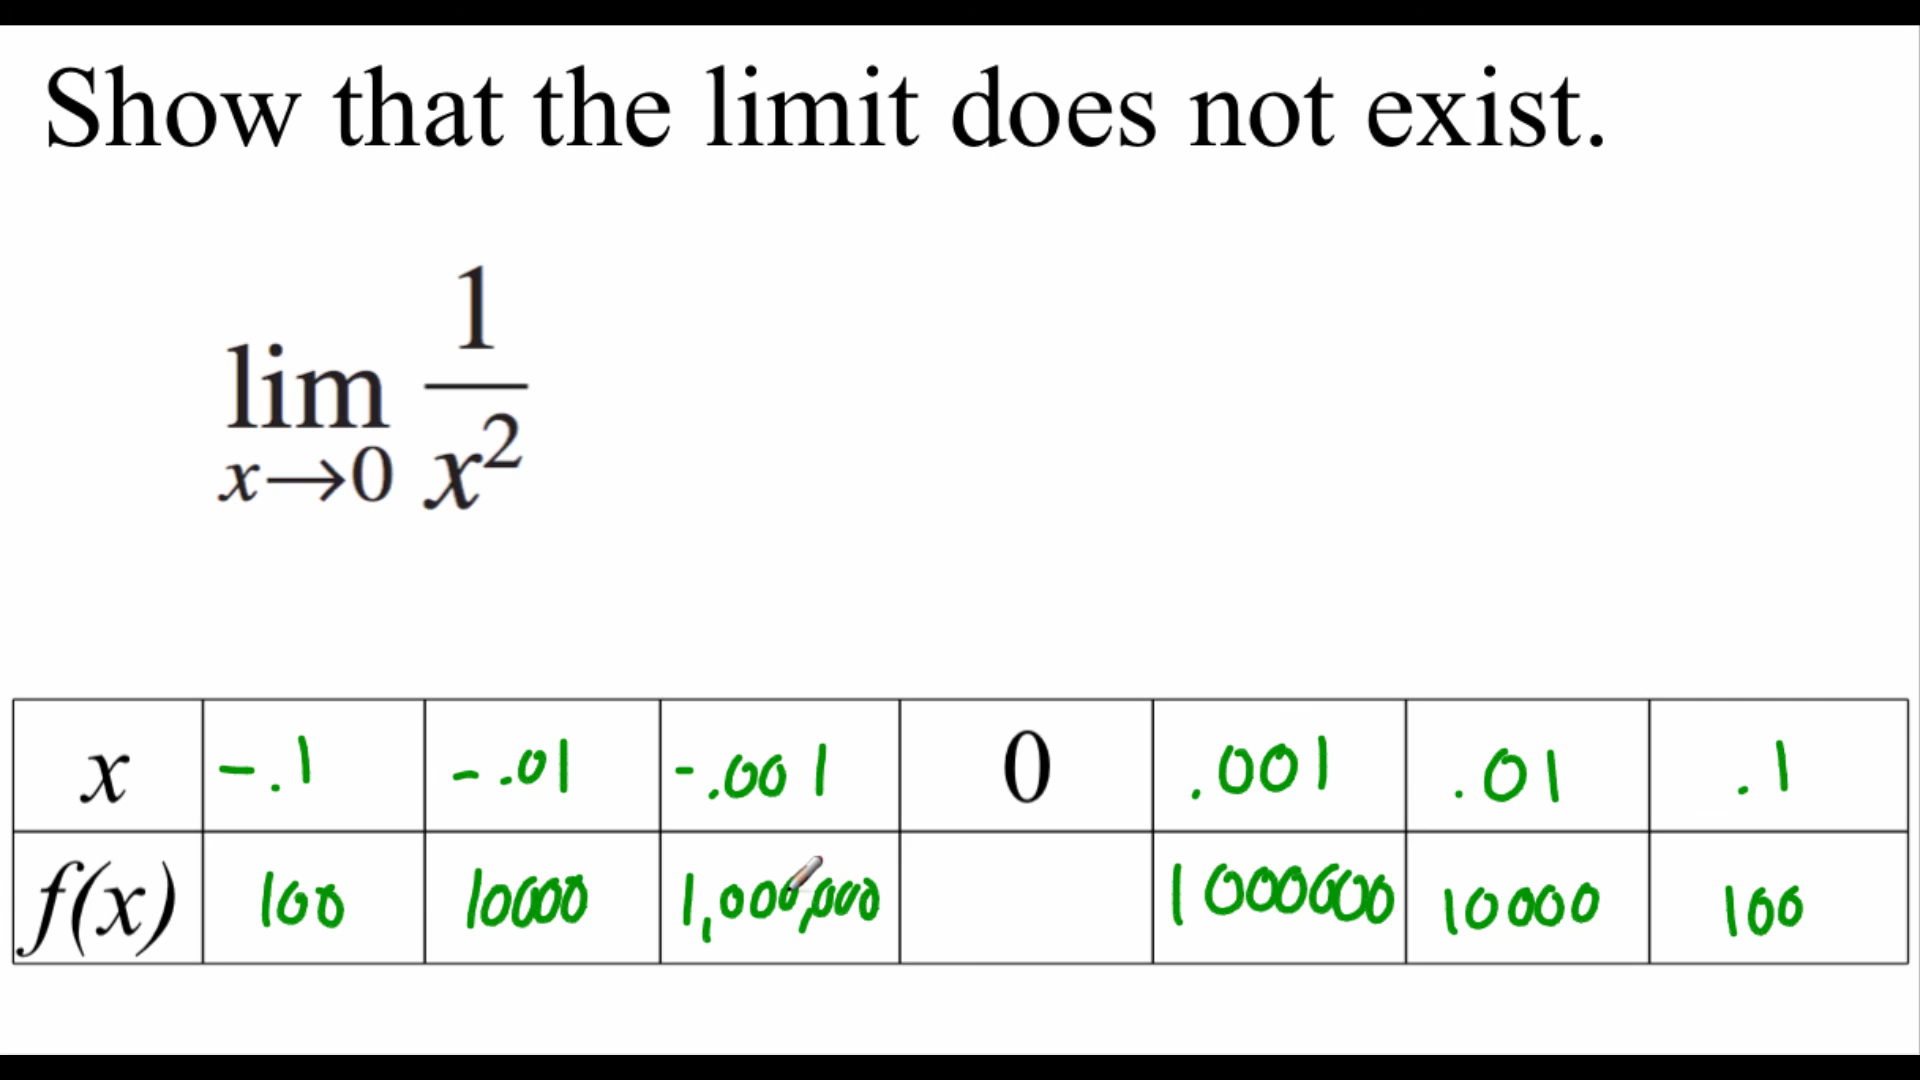 Show that the limit does not exist.
lim x→0 1/x²
x -.1 -.01 -.001 0 .001 .01 .1
f(x) 100 10000 1,000,000 1000000 10000 100